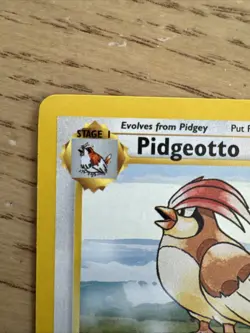 STAGE 1
Evolves from Pidgey
Put P
Pidgeotto